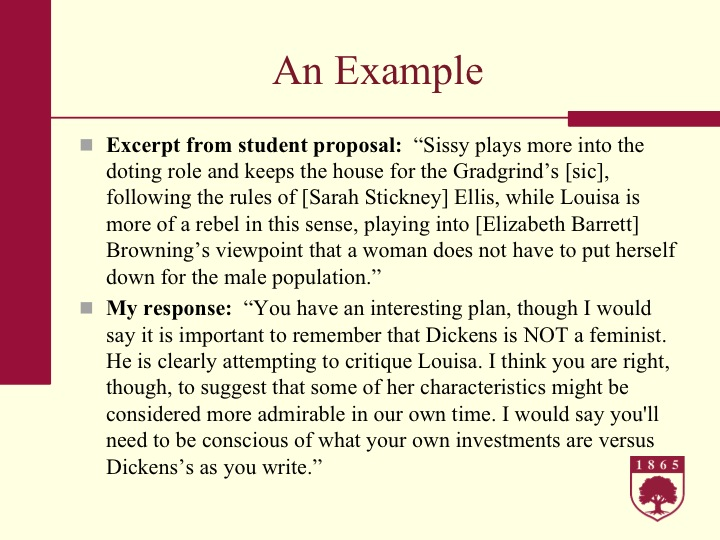 An Example
Excerpt from student proposal:  “Sissy plays more into the
doting role and keeps the house for the Gradgrind’s [sic],
following the rules of [Sarah Stickney] Ellis, while Louisa is
more of a rebel in this sense, playing into [Elizabeth Barrett]
Browning’s viewpoint that a woman does not have to put herself
down for the male population.”
My response:  “You have an interesting plan, though I would
say it is important to remember that Dickens is NOT a feminist.
He is clearly attempting to critique Louisa. I think you are right,
though, to suggest that some of her characteristics might be
considered more admirable in our own time. I would say you'll
need to be conscious of what your own investments are versus
Dickens’s as you write.”
1865